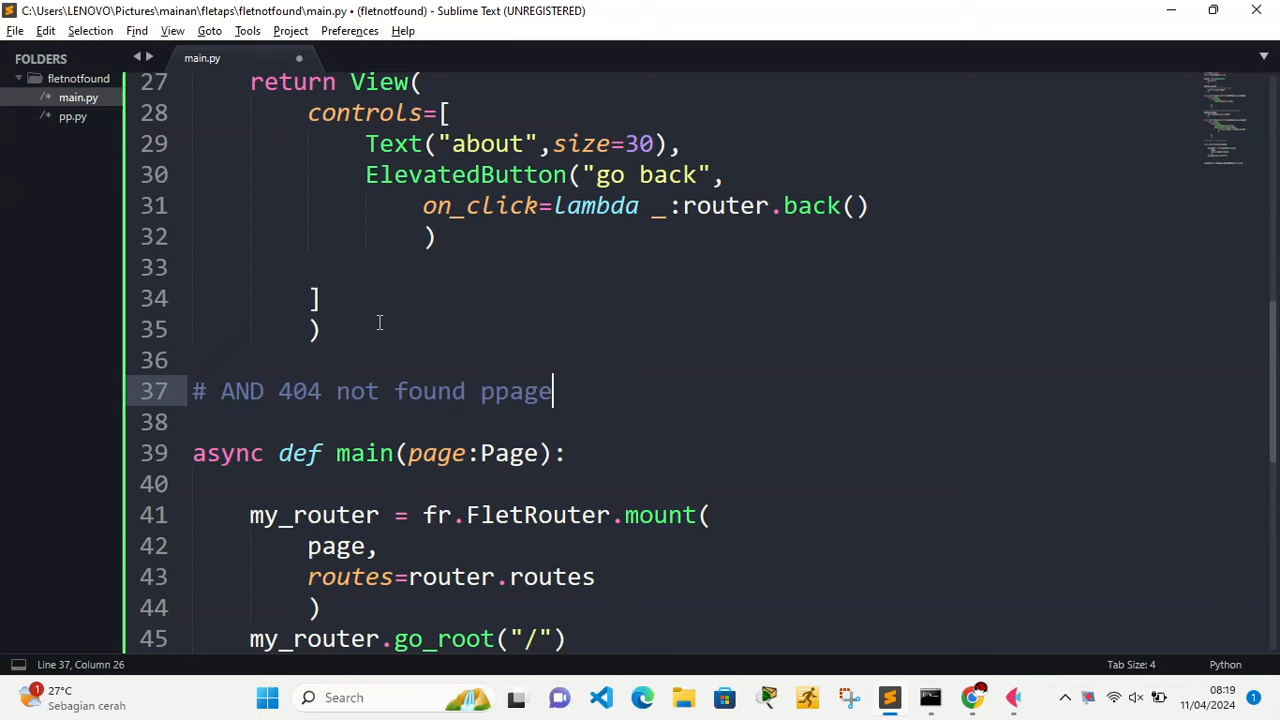 C:\Users\LENOVO\Pictures\mainan\fletaps\fletnotfound\main.py • (fletnotfound) - Sublime Text (UNREGISTERED)
File Edit Selection Find View Goto Tools Project Preferences Help
FOLDERS
fletnotfound
/* main.py
/* pp.py
main.py
27 return View(
28 controls=[
29 Text("about",size=30),
30 ElevatedButton("go back",
31 on_click=lambda _:router.back()
32 )
33
34 ]
35 )
36
37 # AND 404 not found ppage
38
39 async def main(page:Page):
40
41 my_router = fr.FletRouter.mount(
42 page,
43 routes=router.routes
44 )
45 my_router.go_root("/")
Line 37, Column 26
Tab Size: 4
Python
1
27°C
Sebagian cerah
Search
08:19
11/04/2024
1